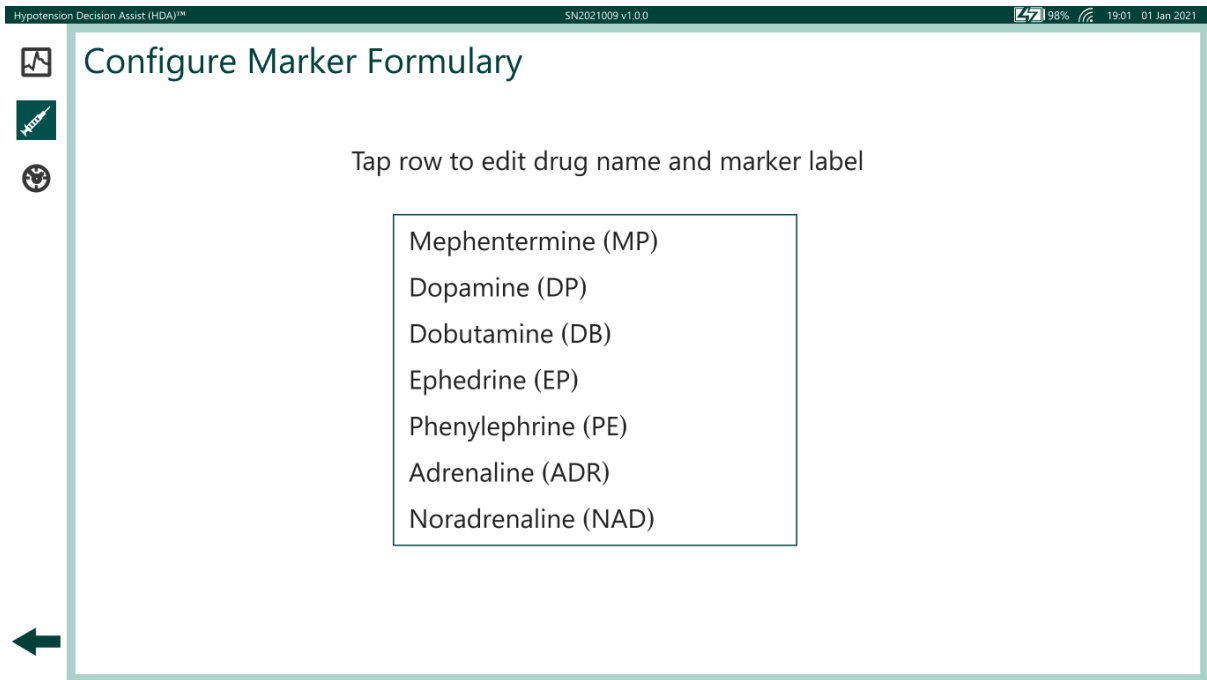 Hypotension Decision Assist (HDA)™ SN2021009 v1.0.0 98% 19:01 01 Jan 2021
Configure Marker Formulary
Tap row to edit drug name and marker label
Mephentermine (MP)
Dopamine (DP)
Dobutamine (DB)
Ephedrine (EP)
Phenylephrine (PE)
Adrenaline (ADR)
Noradrenaline (NAD)